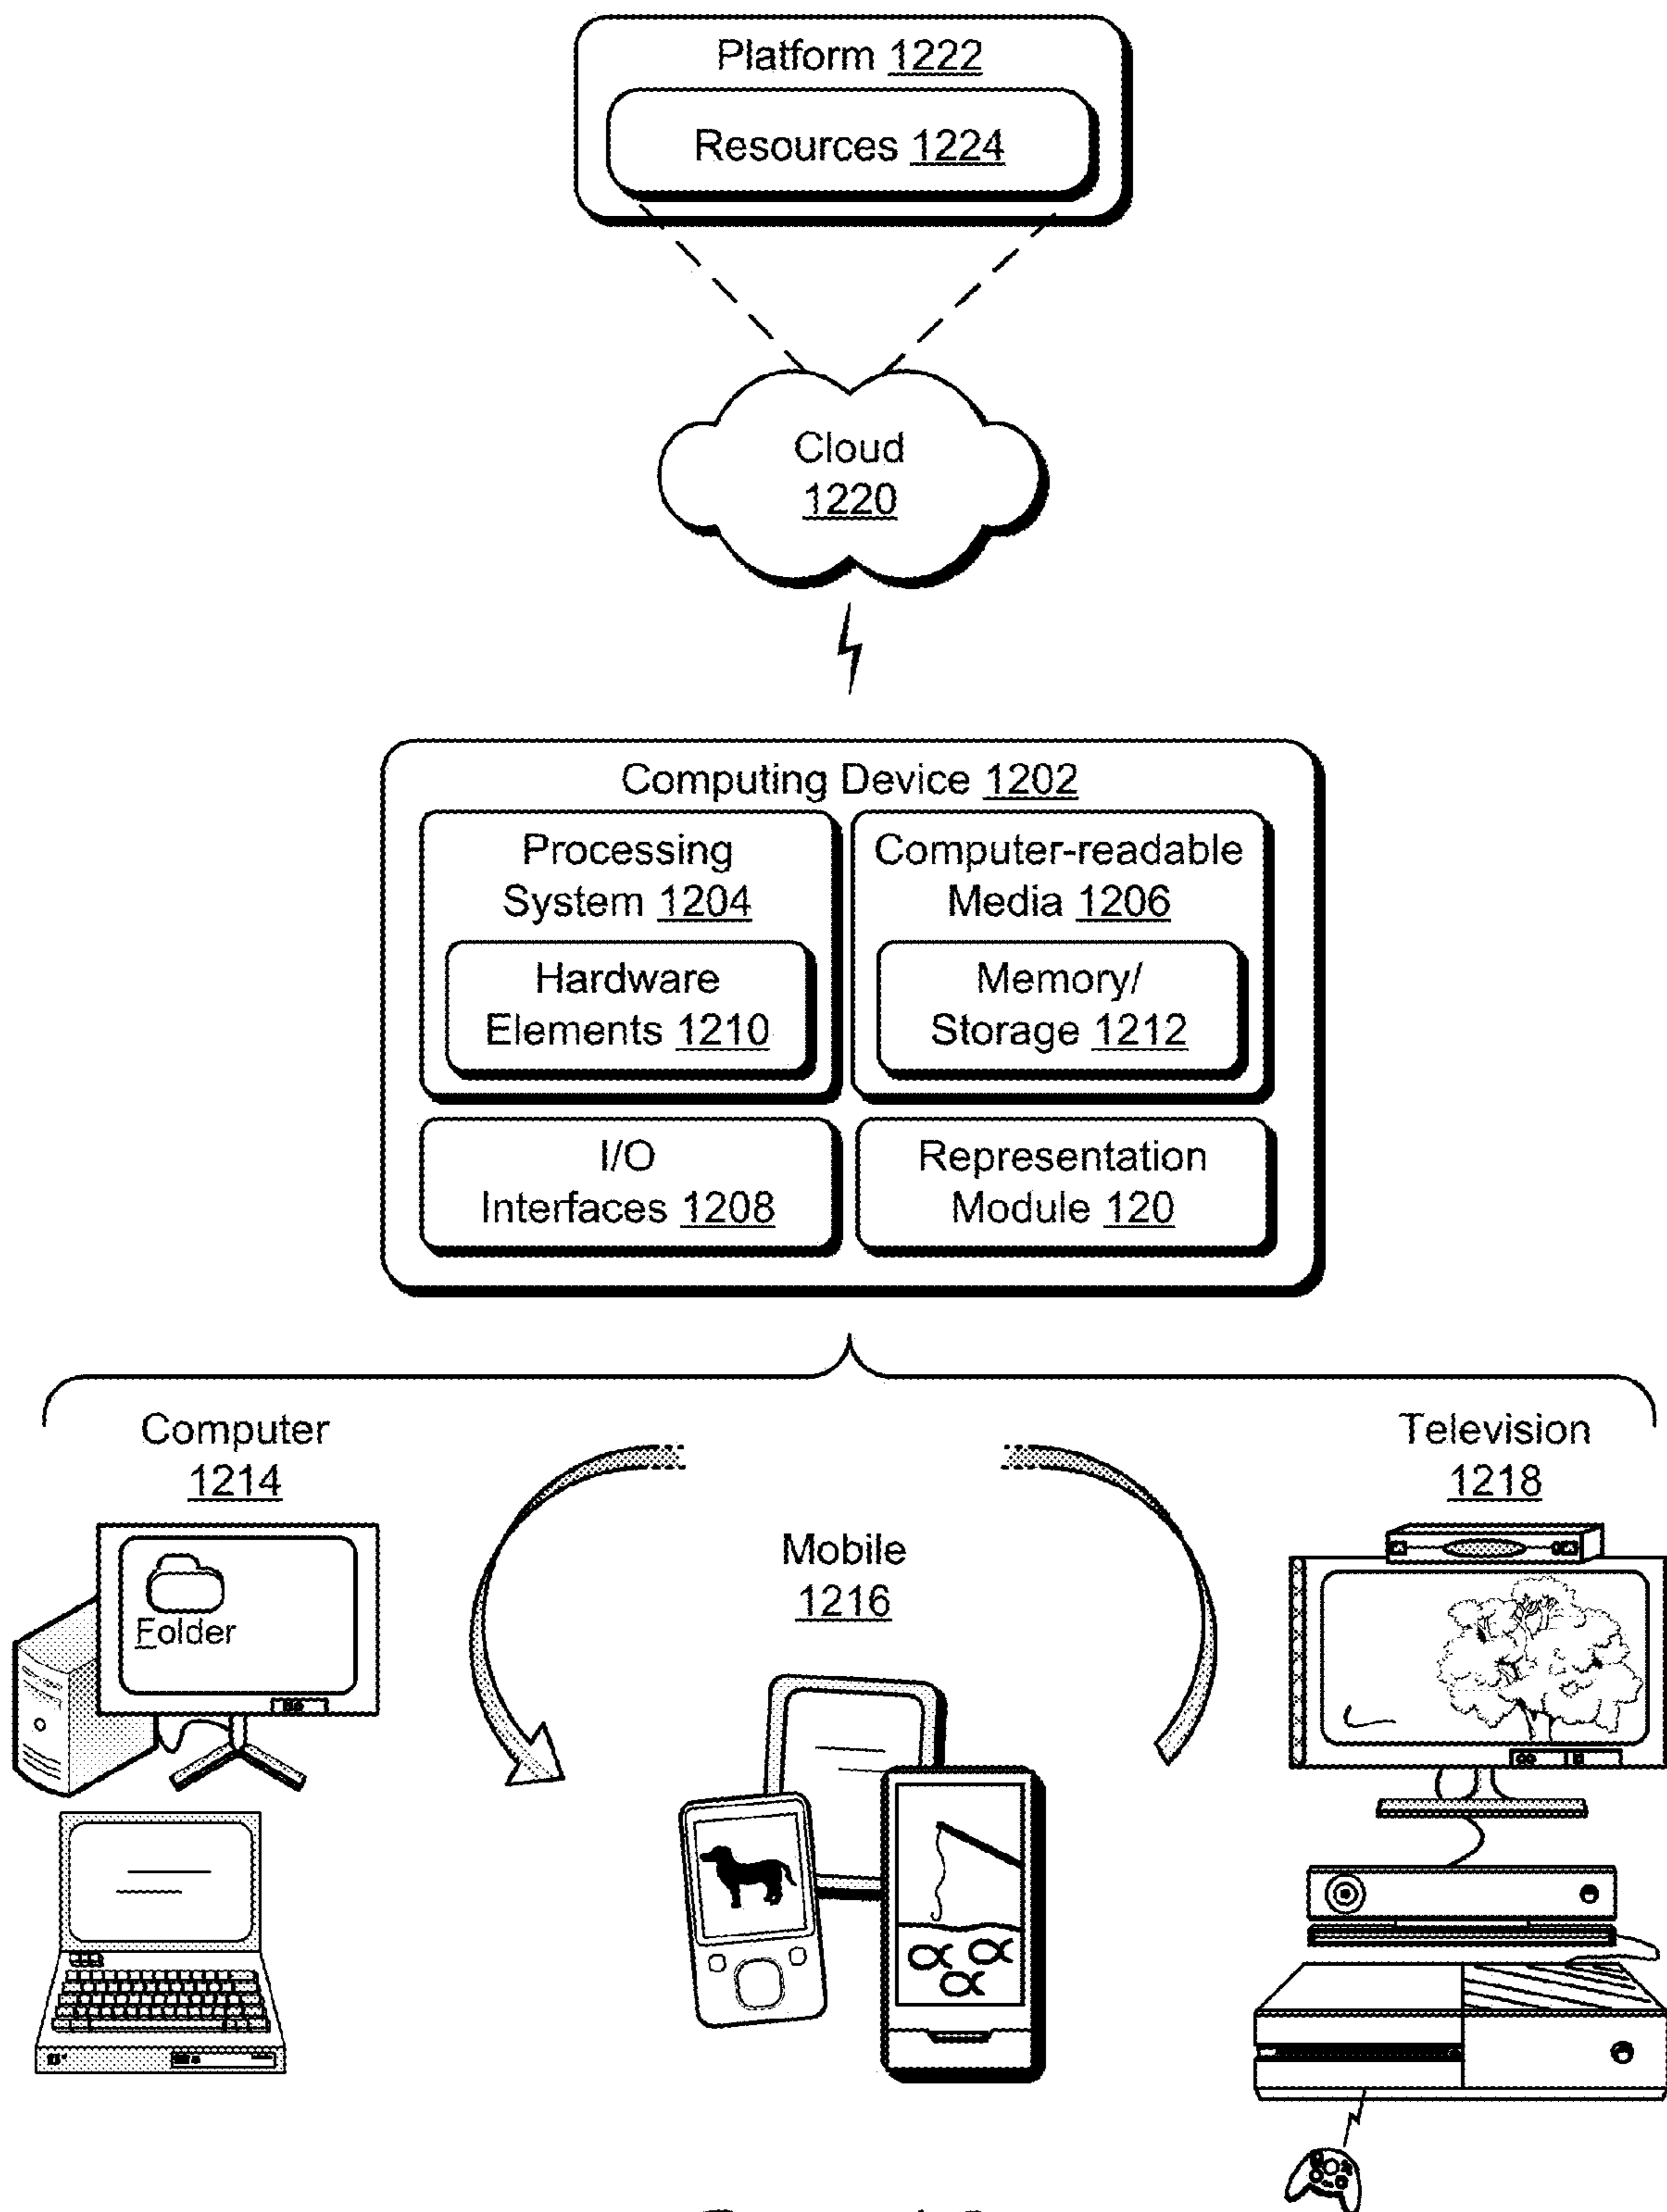 Platform 1222
Resources 1224
Cloud
1220
Computing Device 1202
Processing
System 1204
Hardware
Elements 1210
Computer-readable
Media 1206
Memory/
Storage 1212
I/O
Interfaces 1208
Representation
Module 120
Computer
1214
Folder
Mobile
1216
Television
1218